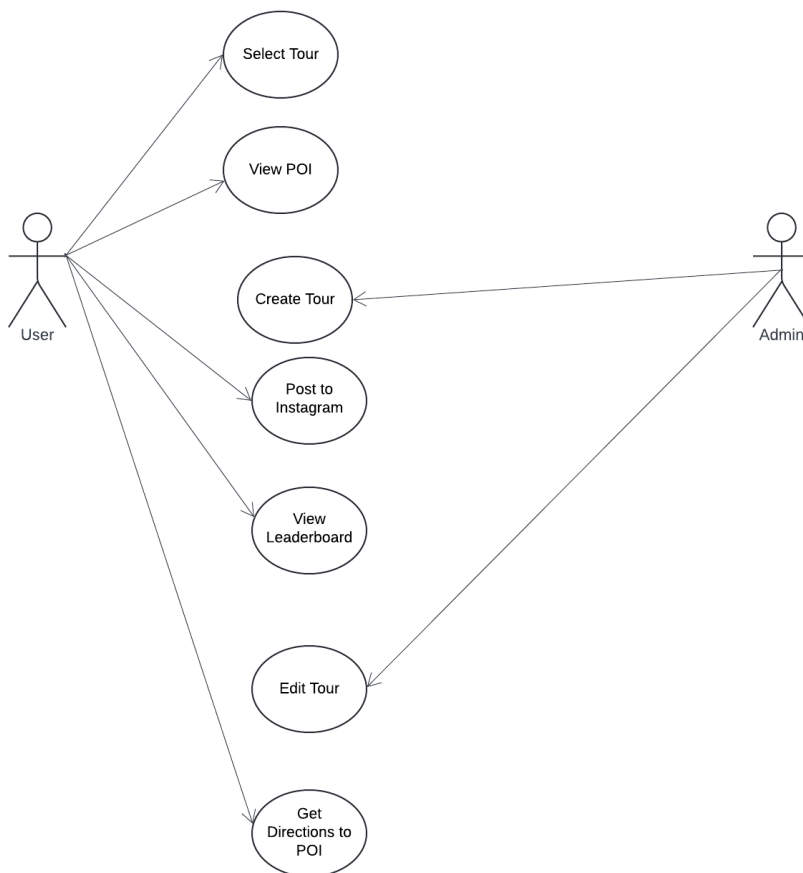 Select Tour
View POI
User
Create Tour
Admin
Post to
Instagram
View
Leaderboard
Edit Tour
Get
Directions to
POI